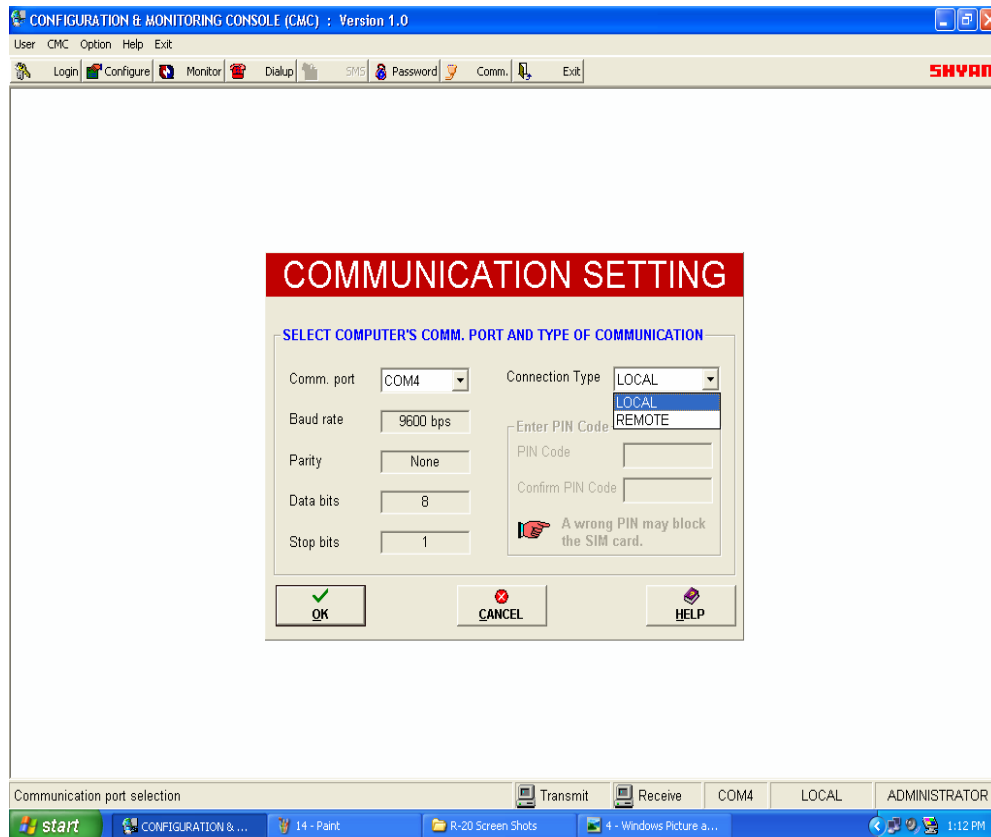 CONFIGURATION & MONITORING CONSOLE (CMC) : Version 1.0
User CMC Option Help Exit
Login Configure Monitor Dialup SMS Password Comm. Exit
COMMUNICATION SETTING
SELECT COMPUTER'S COMM. PORT AND TYPE OF COMMUNICATION
Comm. port COM4 Connection Type LOCAL
LOCAL
REMOTE
Baud rate 9600 bps
Enter PIN Code
Parity None
PIN Code
Confirm PIN Code
Data bits 8
A wrong PIN may block
the SIM card.
Stop bits 1
OK CANCEL HELP
Communication port selection Transmit Receive COM4 LOCAL ADMINISTRATOR
start CONFIGURATION & ... 14 - Paint R-20 Screen Shots 4 - Windows Picture a... 1:12 PM